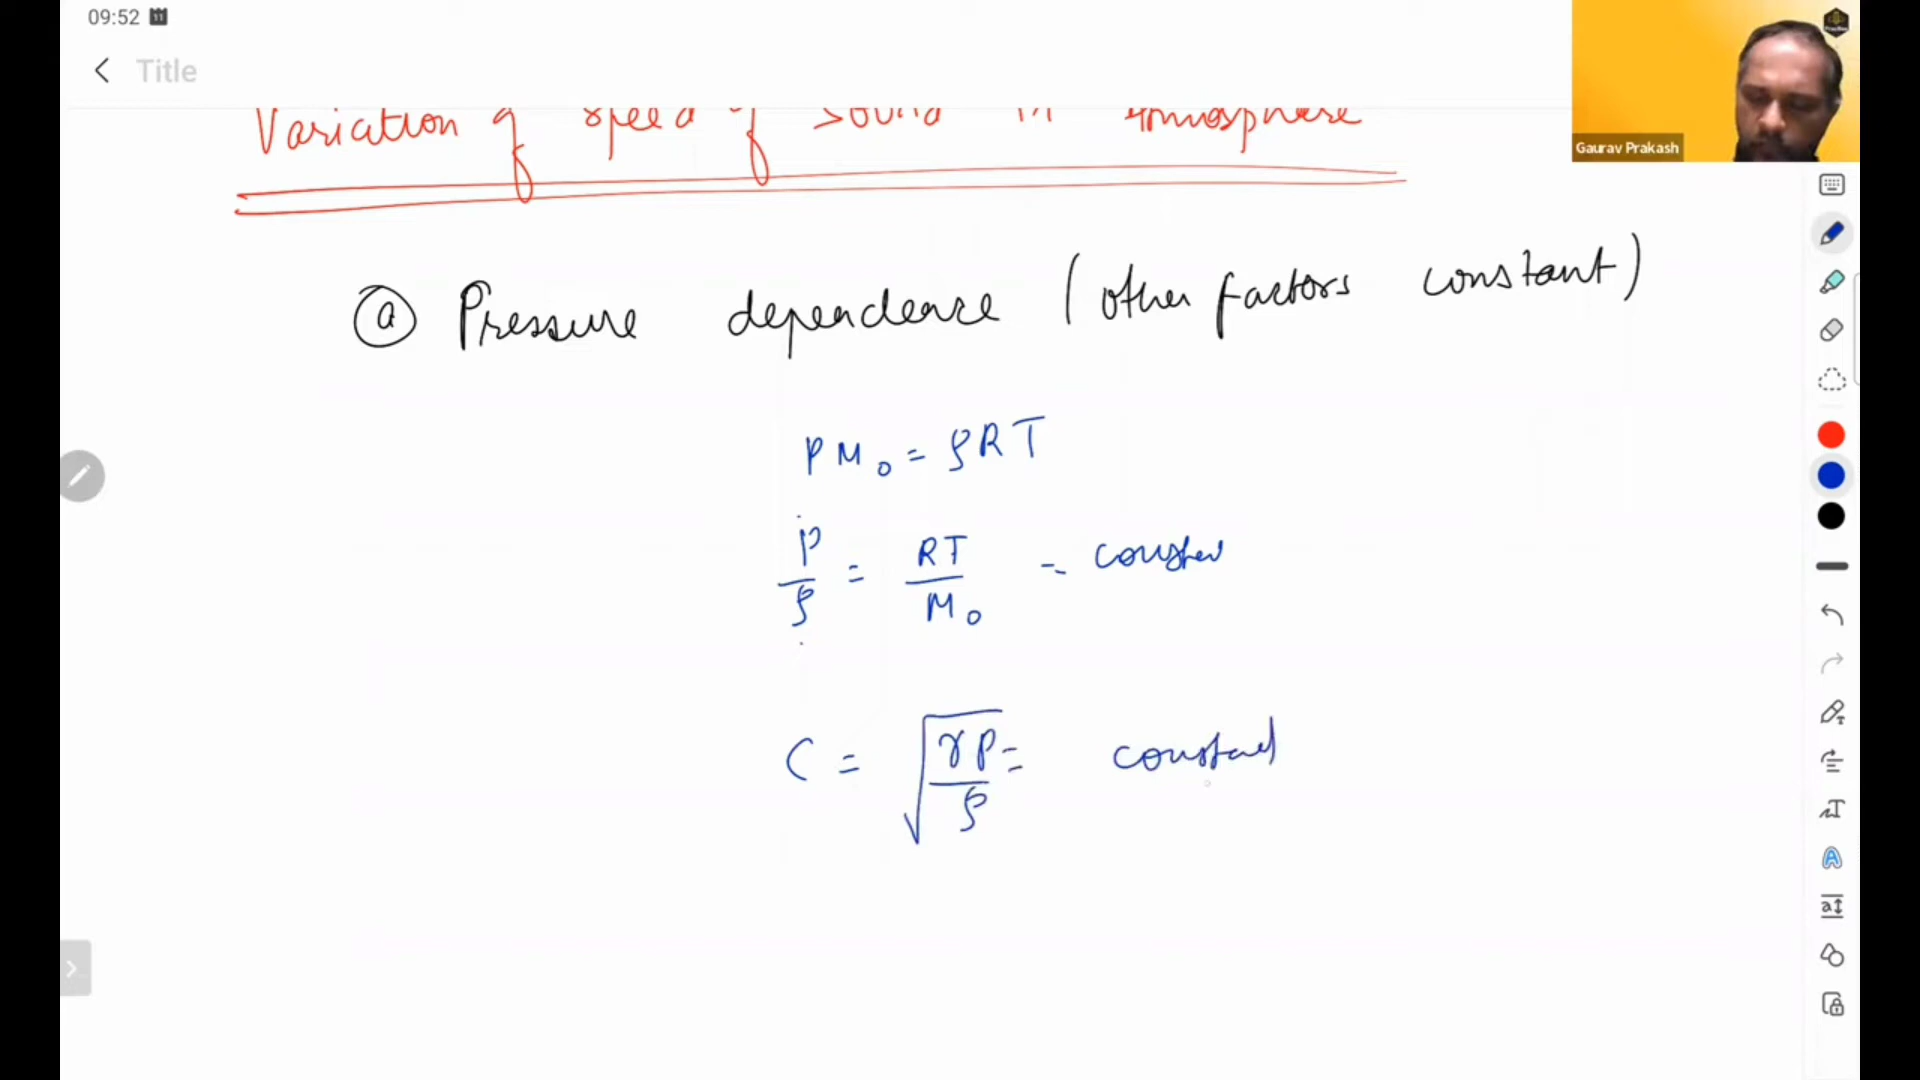 09:52
Title
Variation of speed of sound in atmosphere
Gaurav Prakash
(a) Pressure dependence (other factors constant)
PM₀ = ρRT
P/ρ = RT/M₀ = constant
C = √(γP/ρ) = constant